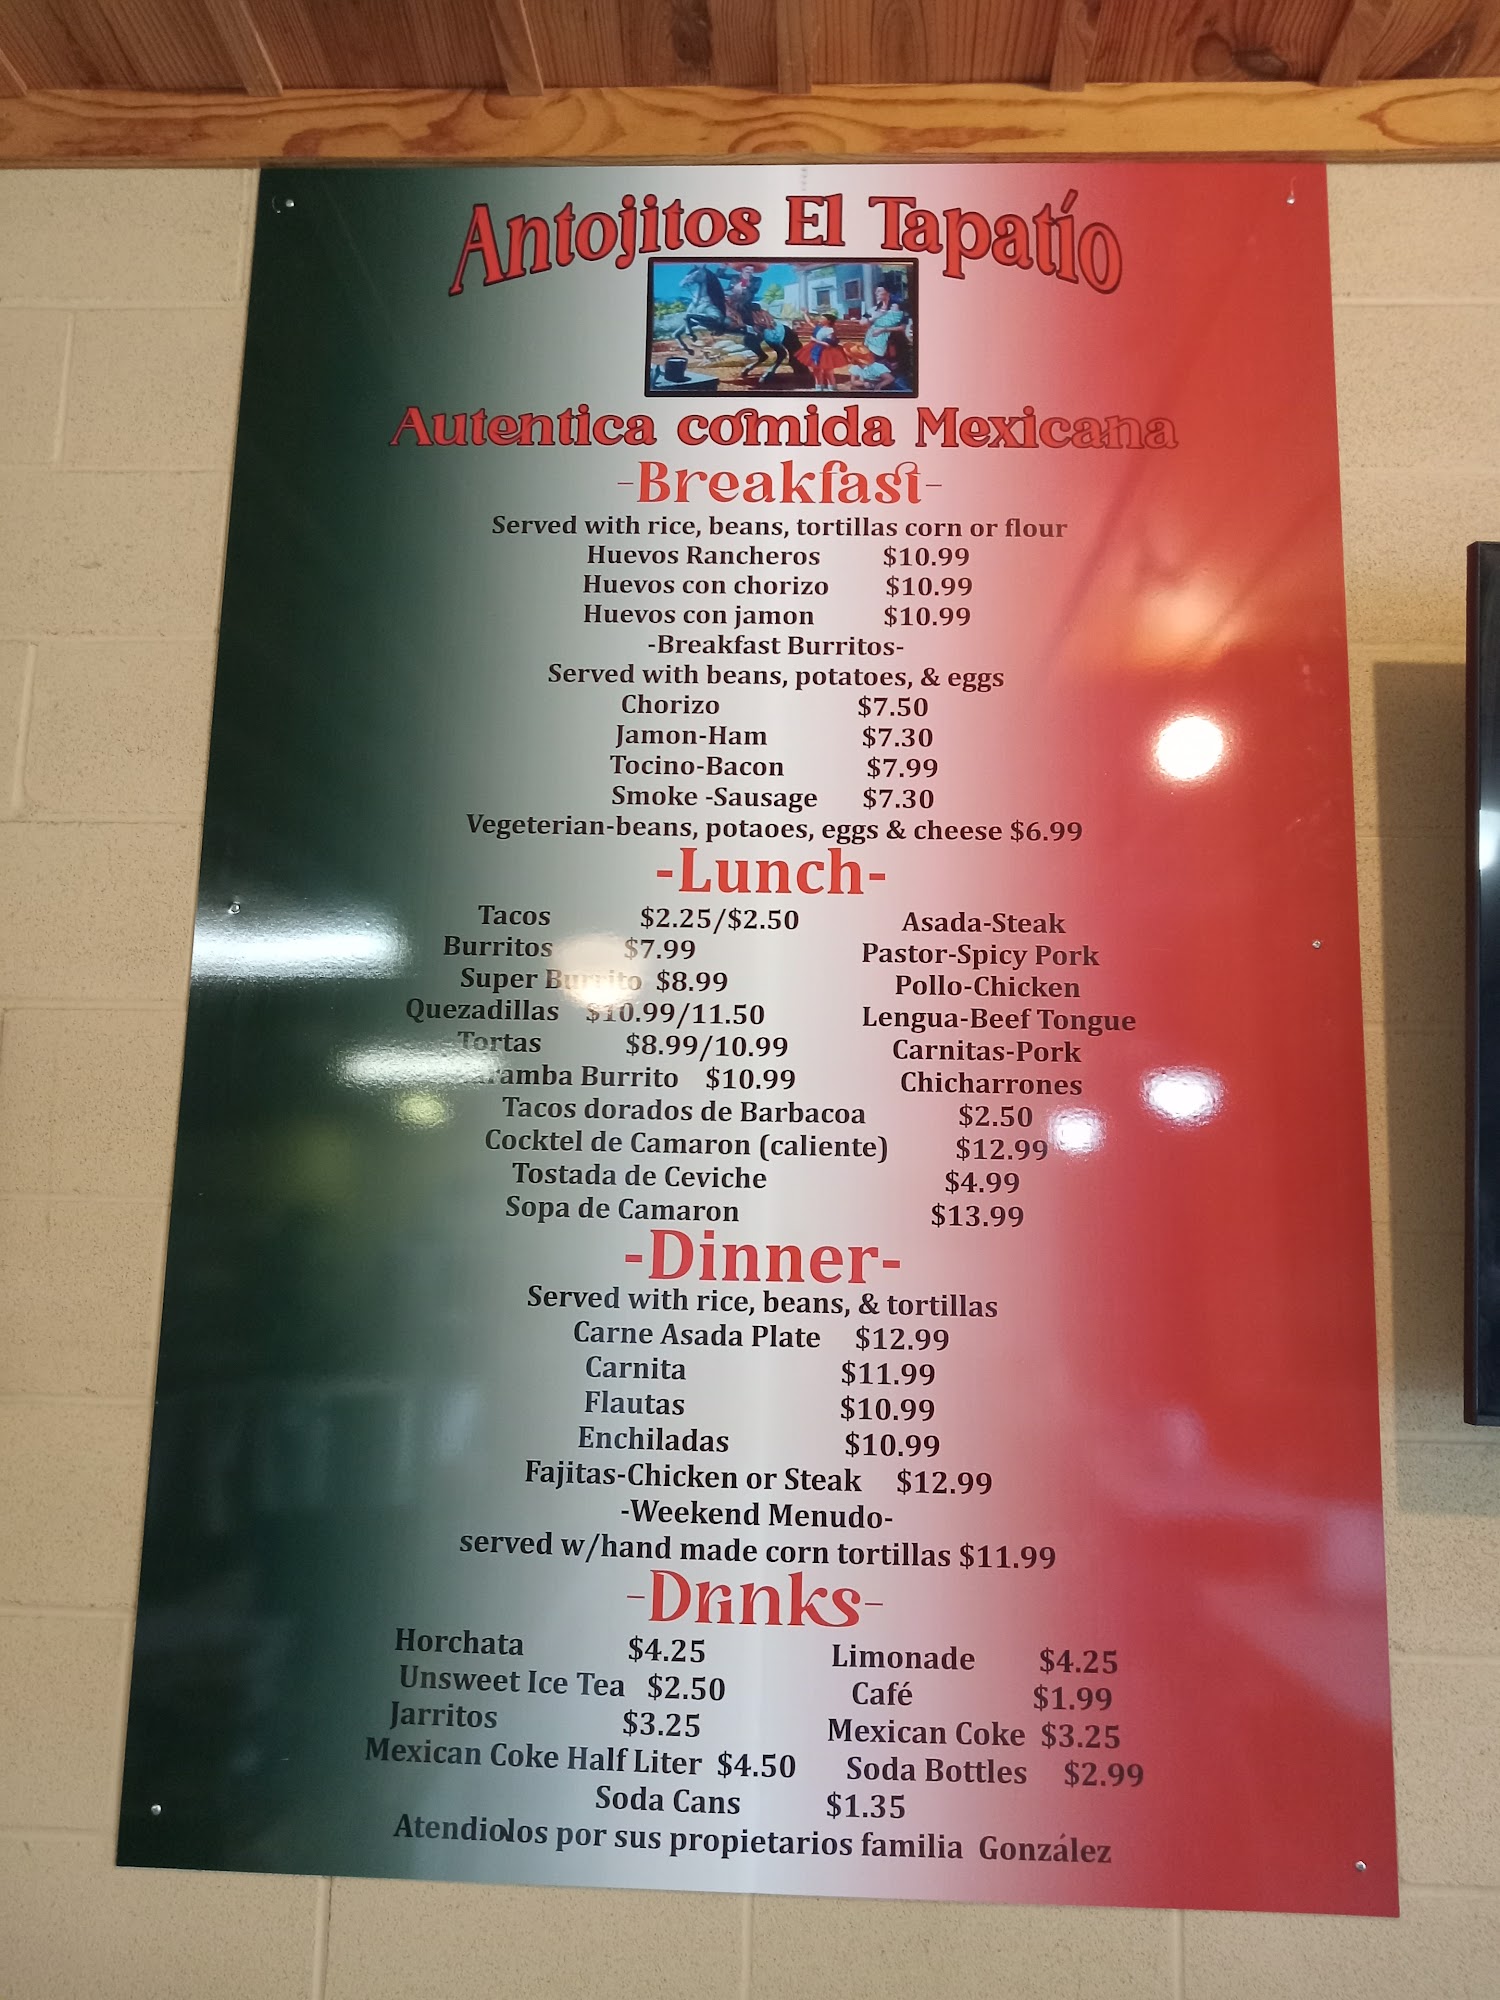 Antojitos El Tapatío
Autentica comida Mexicana
-Breakfast-
Served with rice, beans, tortillas corn or flour
Huevos Rancheros $10.99
Huevos con chorizo $10.99
Huevos con jamon $10.99
-Breakfast Burritos-
Served with beans, potatoes, & eggs
Chorizo $7.50
Jamon-Ham $7.30
Tocino-Bacon $7.99
Smoke -Sausage $7.30
Vegeterian-beans, potaoes, eggs & cheese $6.99
-Lunch-
Tacos $2.25/$2.50 Asada-Steak
Burritos $7.99 Pastor-Spicy Pork
Super Burrito $8.99 Pollo-Chicken
Quezadillas $10.99/11.50 Lengua-Beef Tongue
Tortas $8.99/10.99 Carnitas-Pork
Burrito $10.99 Chicharrones
Tacos dorados de Barbacoa $2.50
Cocktel de Camaron (caliente) $12.99
Tostada de Ceviche $4.99
Sopa de Camaron $13.99
-Dinner-
Served with rice, beans, & tortillas
Carne Asada Plate $12.99
Carnita $11.99
Flautas $10.99
Enchiladas $10.99
Fajitas-Chicken or Steak $12.99
-Weekend Menudo-
served w/hand made corn tortillas $11.99
-Drinks-
Horchata $4.25 Limonade $4.25
Unsweet Ice Tea $2.50 Café $1.99
Jarritos $3.25 Mexican Coke $3.25
Mexican Coke Half Liter $4.50 Soda Bottles $2.99
Soda Cans $1.35
Atendiolos por sus propietarios familia González